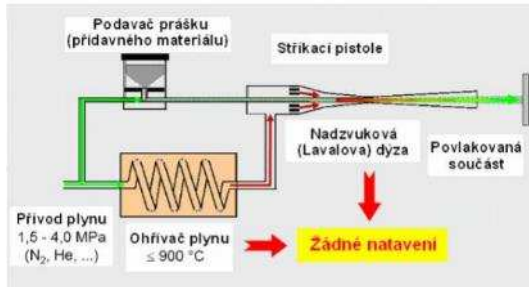 Podavač prášku
(přídavného materiálu)
Stříkací pistole
Nadzvuková
(Lavalova) dýza
Povlakovaná
součást
Přívod plynu
1,5 - 4,0 MPa
(N₂, He, ...)
Ohřívač plynu
≤ 900 °C
Žádné natavení